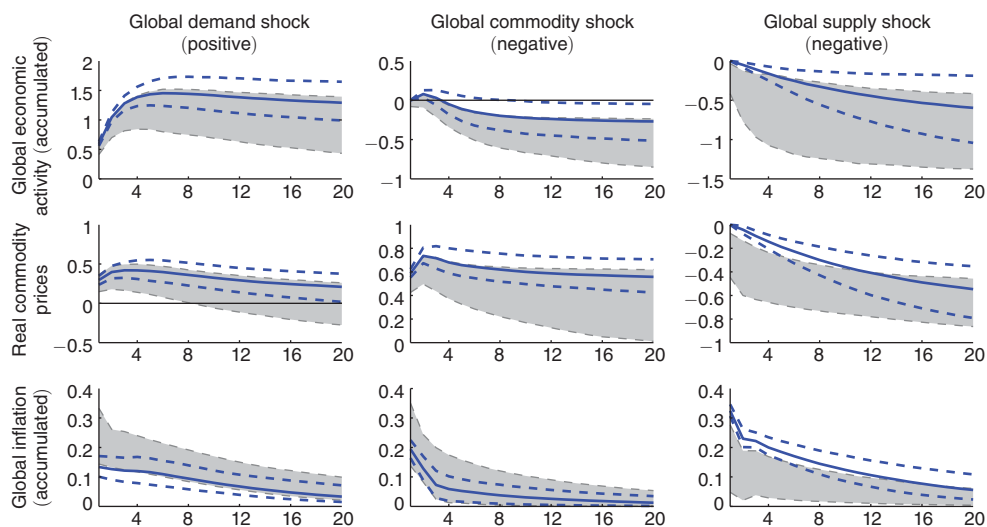 Global demand shock
(positive)
Global commodity shock
(negative)
Global supply shock
(negative)
Global economic
activity (accumulated)
2
1.5
1
0.5
0
4 8 12 16 20
0.5
0
−0.5
−1
4 8 12 16 20
0
−0.5
−1
−1.5
4 8 12 16 20
Real commodity
prices
1
0.5
0
−0.5
4 8 12 16 20
1
0.8
0.6
0.4
0.2
0
4 8 12 16 20
0
−0.2
−0.4
−0.6
−0.8
−1
4 8 12 16 20
Global inflation
(accumulated)
0.4
0.3
0.2
0.1
0
4 8 12 16 20
0.4
0.3
0.2
0.1
0
4 8 12 16 20
0.4
0.3
0.2
0.1
0
4 8 12 16 20